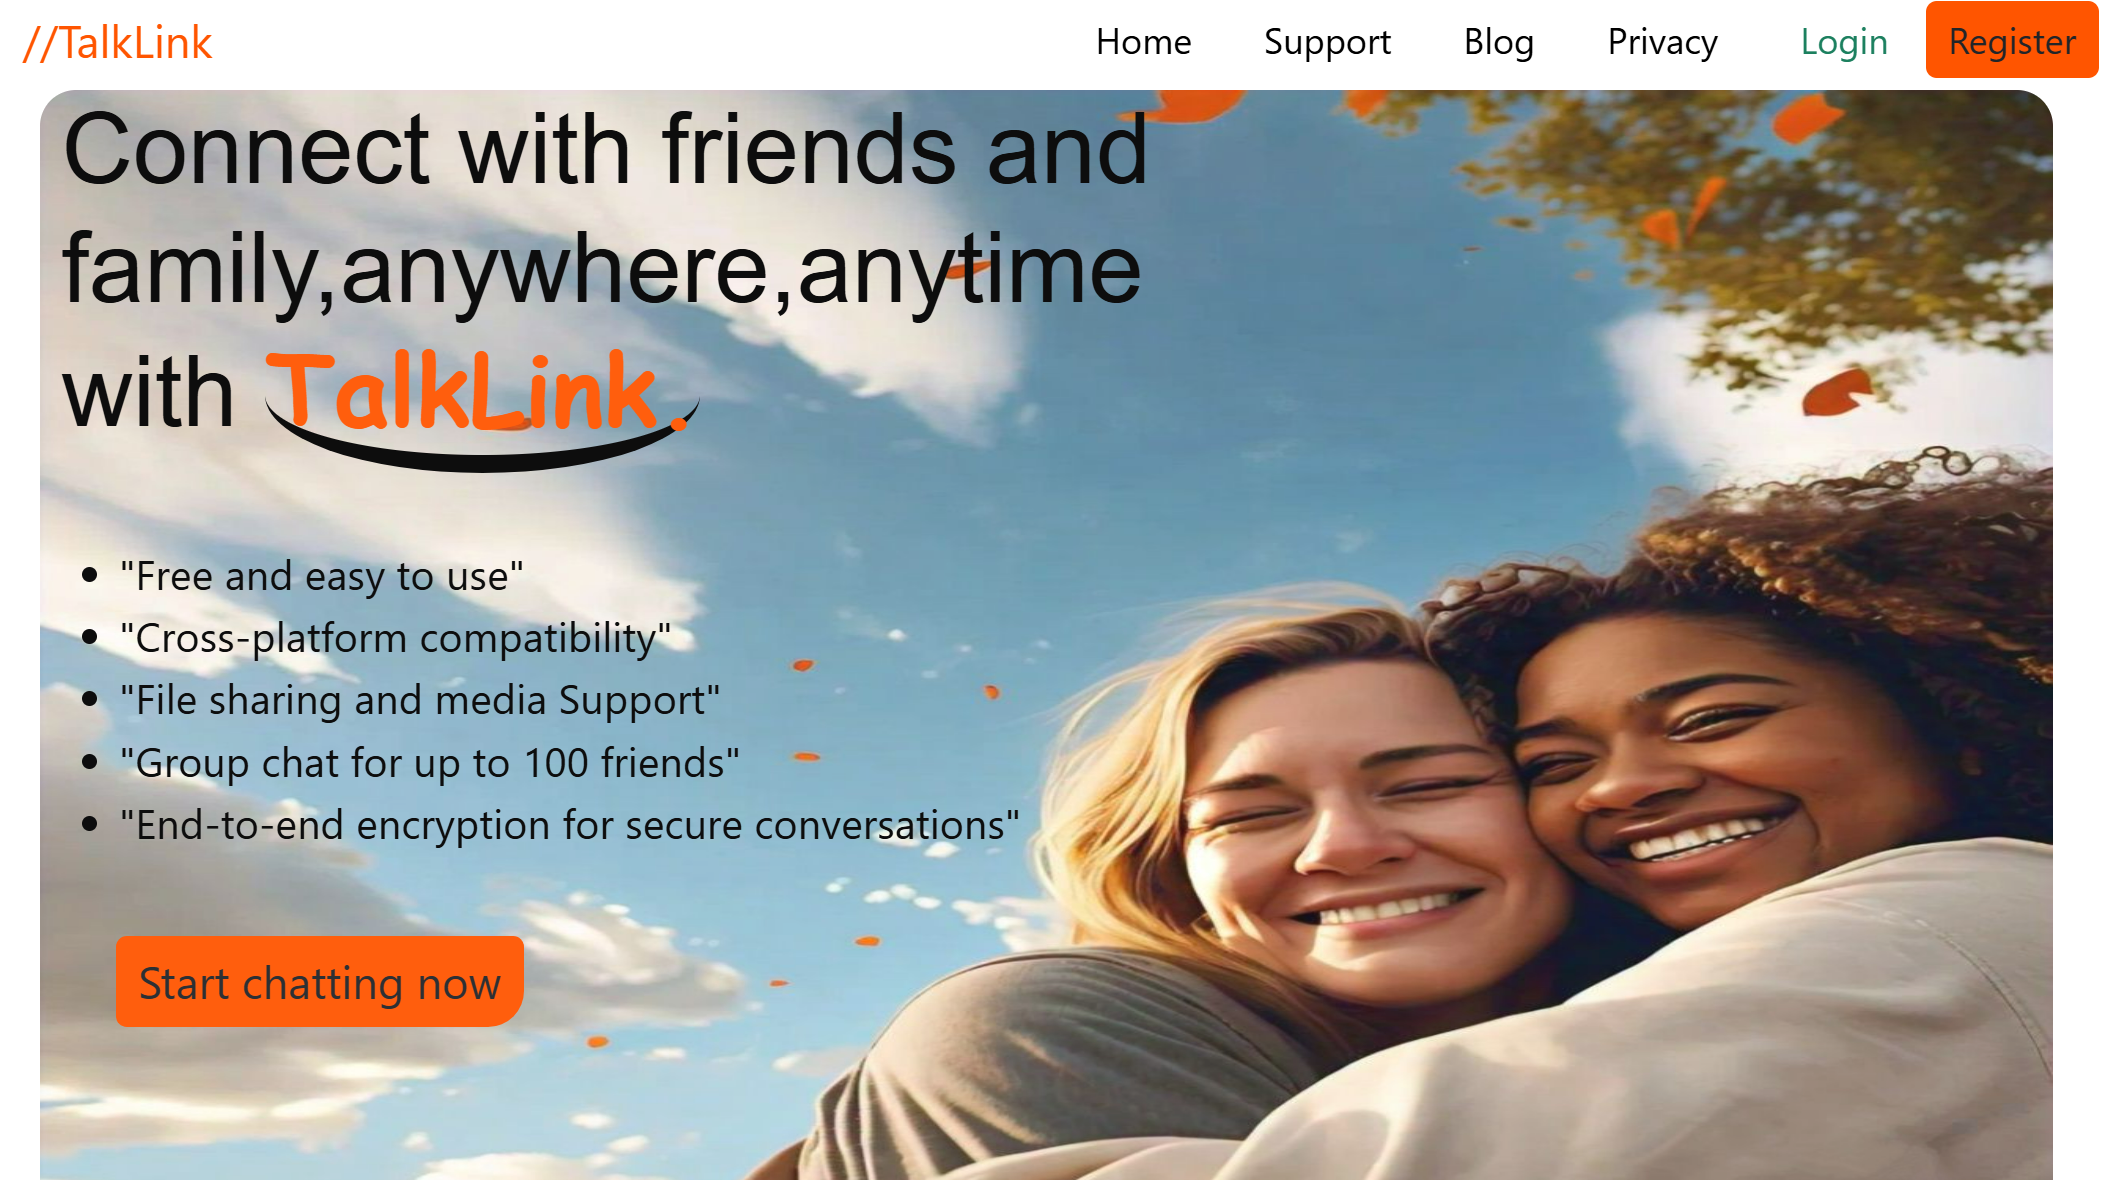 //TalkLink
Home Support Blog Privacy Login Register
Connect with friends and
family,anywhere,anytime
with TalkLink.
"Free and easy to use"
"Cross-platform compatibility"
"File sharing and media Support"
"Group chat for up to 100 friends"
"End-to-end encryption for secure conversations"
Start chatting now